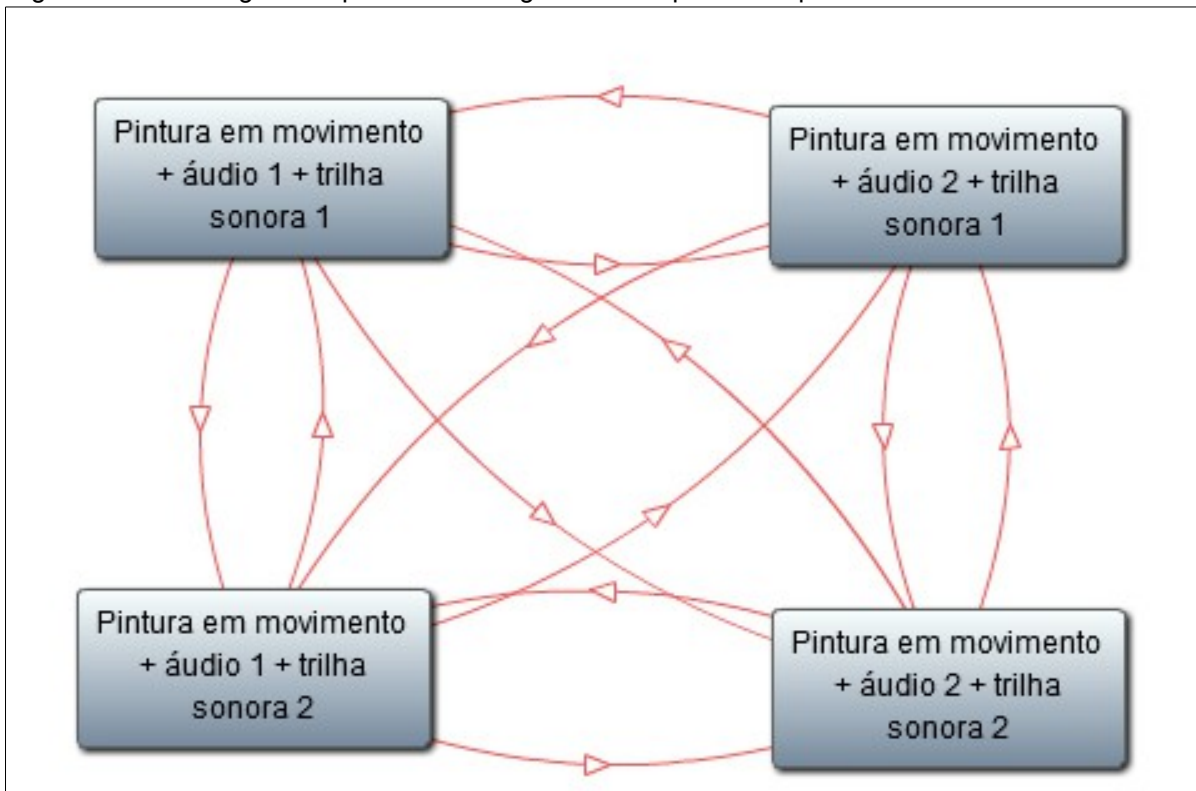 Pintura em movimento
+ áudio 1 + trilha
sonora 1
Pintura em movimento
+ áudio 2 + trilha
sonora 1
Pintura em movimento
+ áudio 1 + trilha
sonora 2
Pintura em movimento
+ áudio 2 + trilha
sonora 2